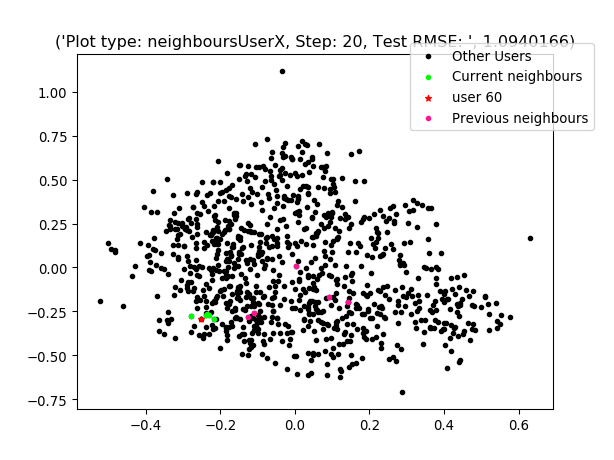 ('Plot type: neighboursUserX, Step: 20, Test RMSE: ', 1.0940166)
Other Users
Current neighbours
user 60
Previous neighbours
1.00
0.75
0.50
0.25
0.00
−0.25
−0.50
−0.75
−0.4 −0.2 0.0 0.2 0.4 0.6